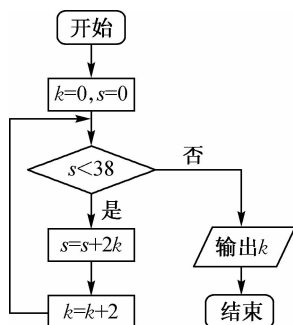 开始
k=0,s=0
s<38
否
是
s=s+2k
输出k
k=k+2
结束